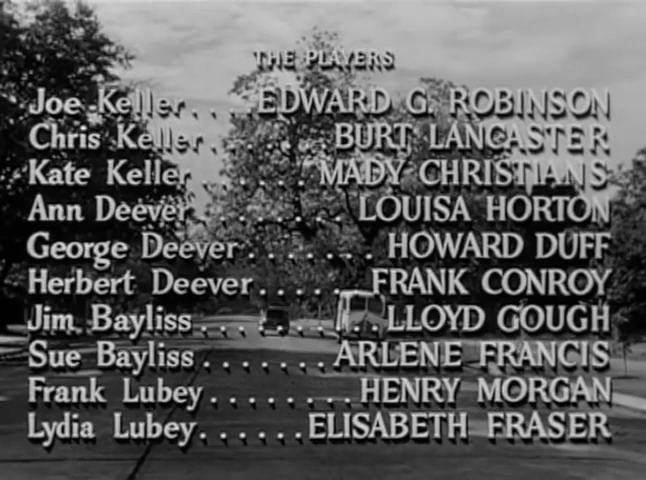 THE PLAYERS
Joe Keller.....EDWARD G. ROBINSON
Chris Keller.......BURT LANCASTER
Kate Keller.......MADY CHRISTIANS
Ann Deever.........LOUISA HORTON
George Deever.......HOWARD DUFF
Herbert Deever.....FRANK CONROY
Jim Bayliss........LLOYD GOUGH
Sue Bayliss.......ARLENE FRANCIS
Frank Lubey........HENRY MORGAN
Lydia Lubey......ELISABETH FRASER